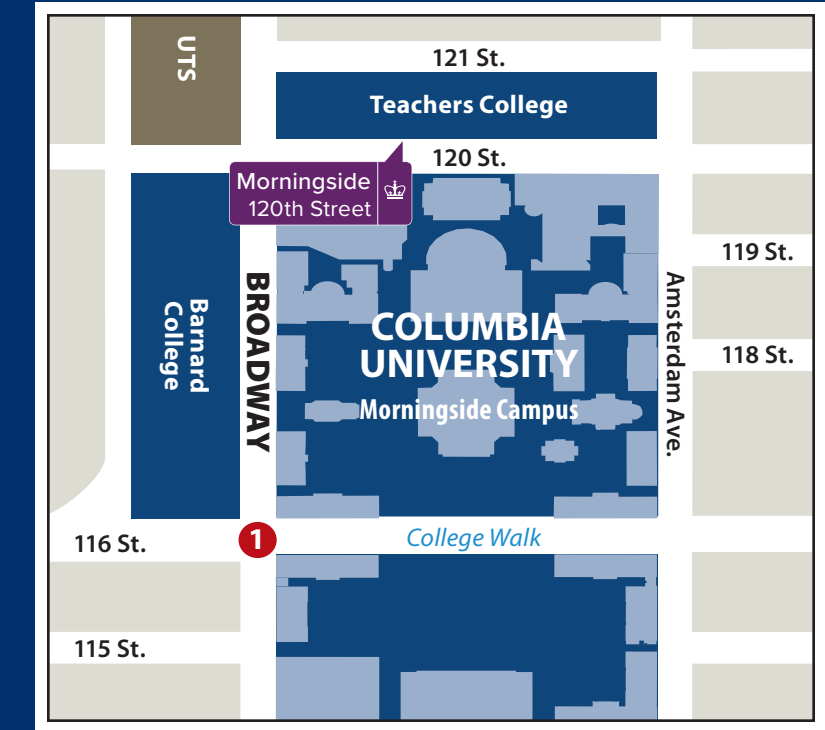 UTS
121 St.
Teachers College
120 St.
Morningside
120th Street
119 St.
Barnard
College
BROADWAY
COLUMBIA
UNIVERSITY
Morningside Campus
Amsterdam Ave.
118 St.
116 St.
1
College Walk
115 St.